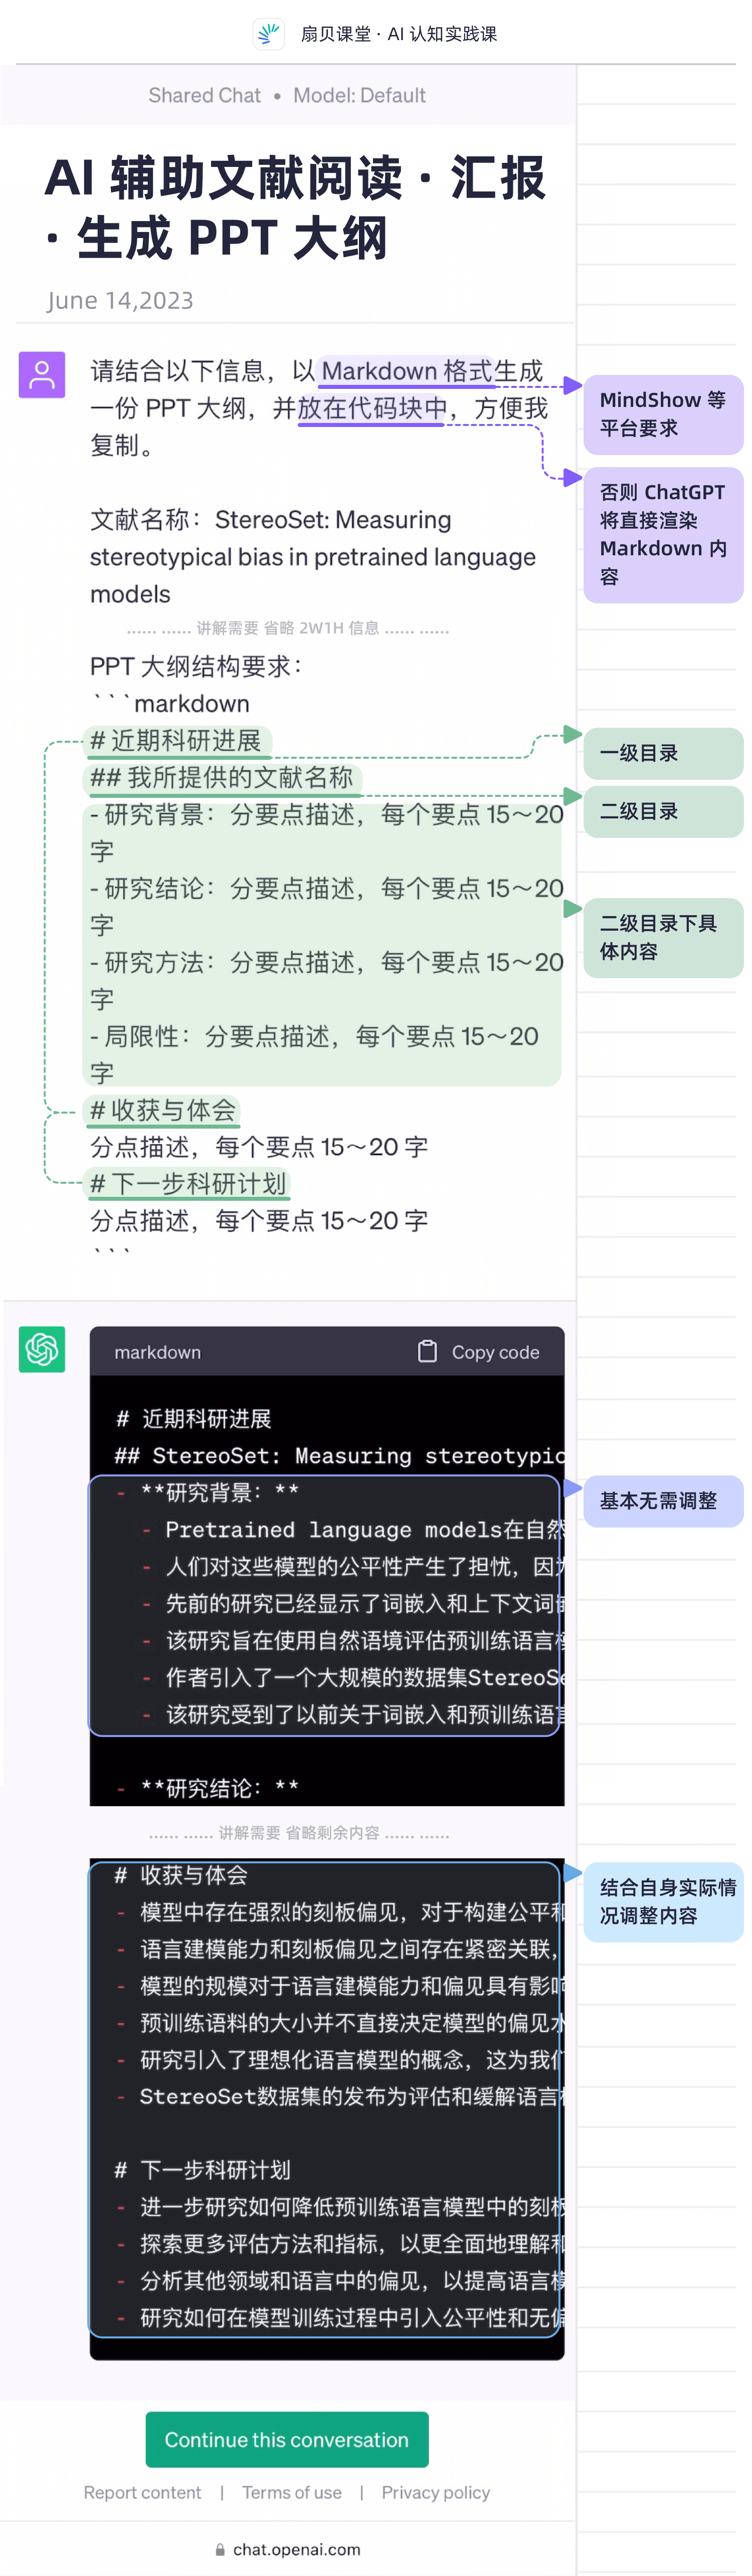 扇贝课堂 · AI 认知实践课
Shared Chat • Model: Default
AI 辅助文献阅读 · 汇报
· 生成 PPT 大纲
June 14,2023
请结合以下信息，以 Markdown 格式生成
一份 PPT 大纲，并放在代码块中，方便我
复制。
MindShow 等
平台要求
否则 ChatGPT
将直接渲染
Markdown 内
容
文献名称：StereoSet: Measuring
stereotypical bias in pretrained language
models
...... ...... 讲解需要 省略 2W1H 信息 ...... ......
PPT 大纲结构要求：
```markdown
# 近期科研进展
一级目录
## 我所提供的文献名称
二级目录
- 研究背景：分要点描述，每个要点 15～20
字
- 研究结论：分要点描述，每个要点 15～20
字
- 研究方法：分要点描述，每个要点 15～20
字
- 局限性：分要点描述，每个要点 15～20
字
二级目录下具
体内容
# 收获与体会
分点描述，每个要点 15～20 字
# 下一步科研计划
分点描述，每个要点 15～20 字
```
markdown Copy code
# 近期科研进展
## StereoSet: Measuring stereotypic
- **研究背景：**
- Pretrained language models在自然
- 人们对这些模型的公平性产生了担忧，因为
- 先前的研究已经显示了词嵌入和上下文词嵌
- 该研究旨在使用自然语境评估预训练语言模
- 作者引入了一个大规模的数据集StereoSe
- 该研究受到了以前关于词嵌入和预训练语言
基本无需调整
- **研究结论：**
...... ...... 讲解需要 省略剩余内容 ...... ......
# 收获与体会
- 模型中存在强烈的刻板偏见，对于构建公平和
- 语言建模能力和刻板偏见之间存在紧密关联，
- 模型的规模对于语言建模能力和偏见具有影响
- 预训练语料的大小并不直接决定模型的偏见水
- 研究引入了理想化语言模型的概念，这为我们
- StereoSet数据集的发布为评估和缓解语言模
结合自身实际情
况调整内容
# 下一步科研计划
- 进一步研究如何降低预训练语言模型中的刻板
- 探索更多评估方法和指标，以更全面地理解和
- 分析其他领域和语言中的偏见，以提高语言模
- 研究如何在模型训练过程中引入公平性和无偏
Continue this conversation
Report content | Terms of use | Privacy policy
chat.openai.com